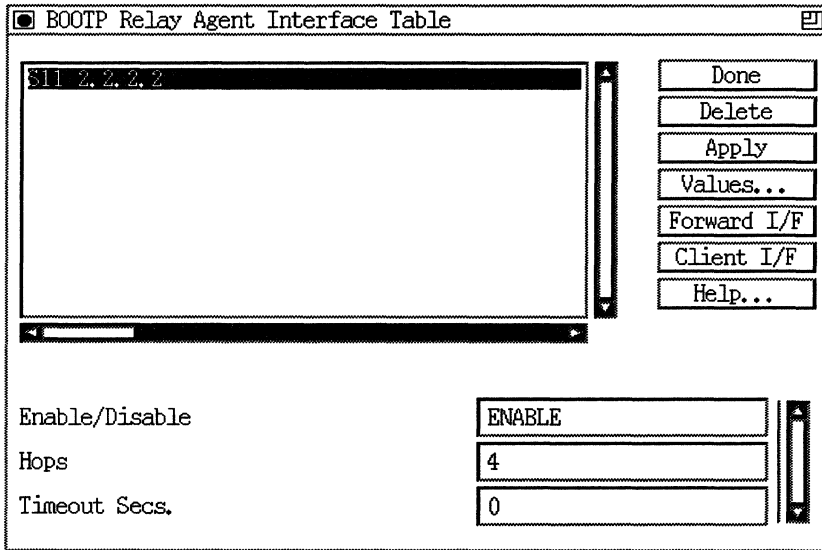 BOOTP Relay Agent Interface Table
S11 2.2.2.2
Done
Delete
Apply
Values...
Forward I/F
Client I/F
Help...
Enable/Disable ENABLE
Hops 4
Timeout Secs. 0